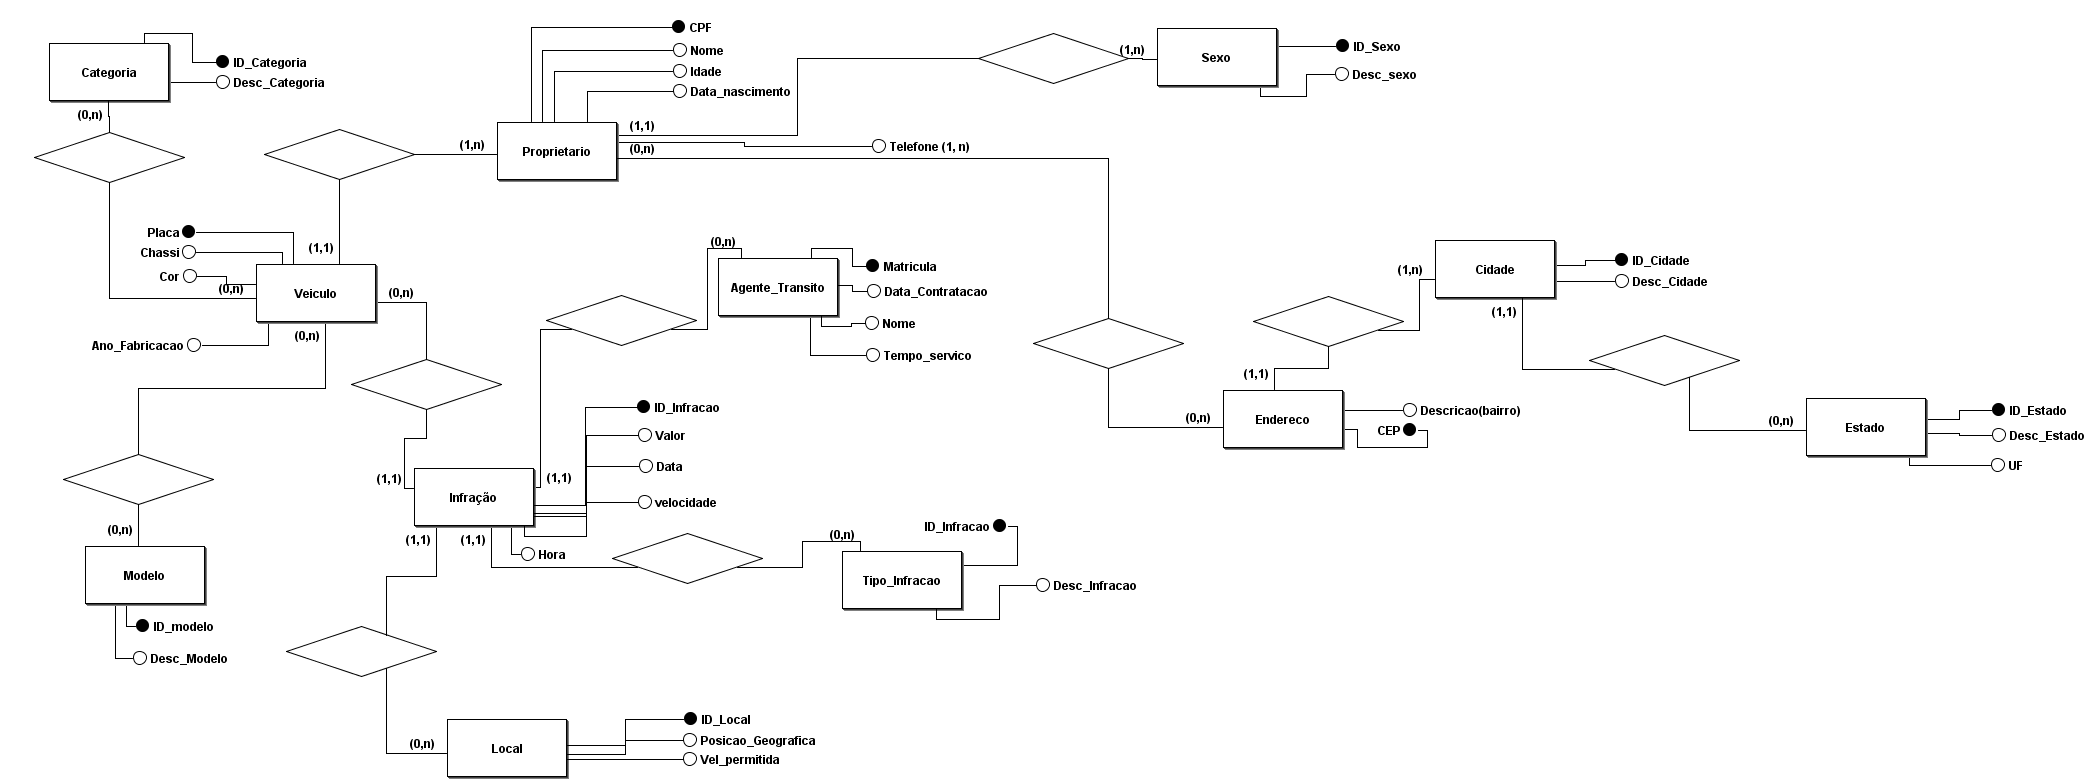 CPF
Nome
Idade
Data_nascimento
Proprietario
(1,1)
(0,n)
Telefone (1, n)
(1,n)
(1,n)
Sexo
ID_Sexo
Desc_sexo
Categoria
ID_Categoria
Desc_Categoria
(0,n)
Placa
Chassi
Cor
(0,n)
(1,1)
Veiculo
(0,n)
(0,n)
Ano_Fabricacao
(0,n)
Agente_Transito
Matricula
Data_Contratacao
Nome
Tempo_servico
(1,n)
Cidade
ID_Cidade
Desc_Cidade
(1,1)
(1,1)
(0,n)
Endereco
Descricao(bairro)
CEP
(0,n)
Estado
ID_Estado
Desc_Estado
UF
ID_Infracao
Valor
Data
velocidade
(1,1)
(1,1)
Infração
(1,1)
(1,1)
Hora
(0,n)
Modelo
ID_modelo
Desc_Modelo
(0,n)
ID_Infracao
Tipo_Infracao
Desc_Infracao
(0,n)
Local
ID_Local
Posicao_Geografica
Vel_permitida